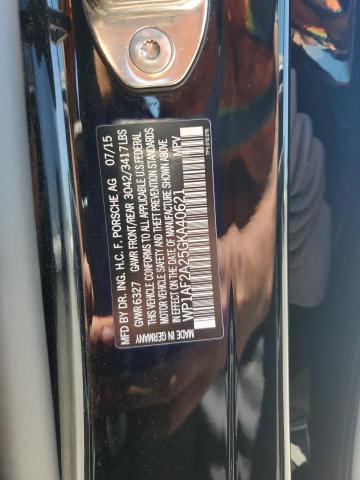 MFD BY DR. ING. H.C. F. PORSCHE AG 07/15
GWR 6327 GAWR FRONT/REAR 3042/3417LBS
THIS VEHICLE CONFORMS TO ALL APPLICABLE U.S.FEDERAL
MOTOR VEHICLE SAFETY AND THEFT PREVENTION STANDARDS
IN EFFECT ON THE DATE OF MANUFACTURE SHOWN ABOVE
WP1AF2A25GKA40621 MPV
MADE IN GERMANY